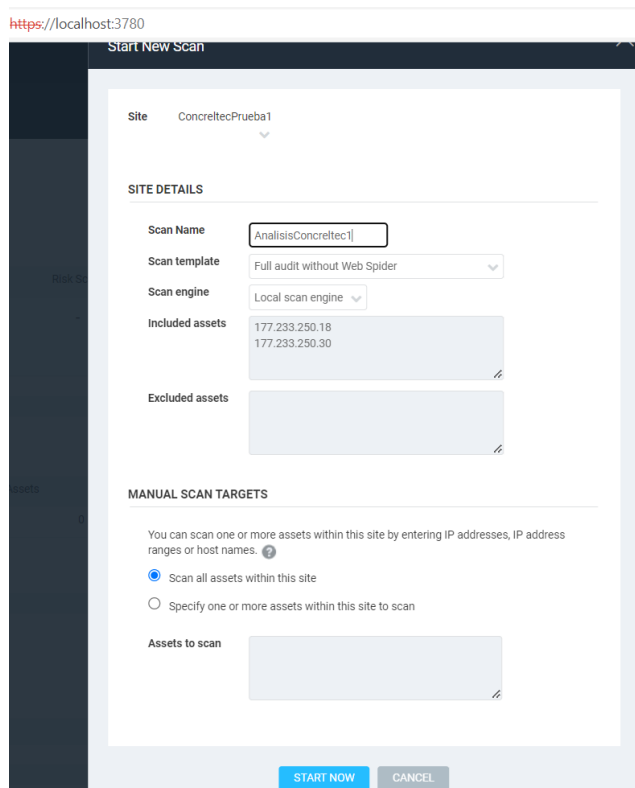 https://localhost:3780
Start New Scan
Site ConcreltecPrueba1
SITE DETAILS
Scan Name AnalisisConcreltec1
Risk Sc
Scan template Full audit without Web Spider
Scan engine Local scan engine
Included assets 177.233.250.18
177.233.250.30
Excluded assets
Assets
MANUAL SCAN TARGETS
0
You can scan one or more assets within this site by entering IP addresses, IP address
ranges or host names. ?
Scan all assets within this site
Specify one or more assets within this site to scan
Assets to scan
START NOW CANCEL